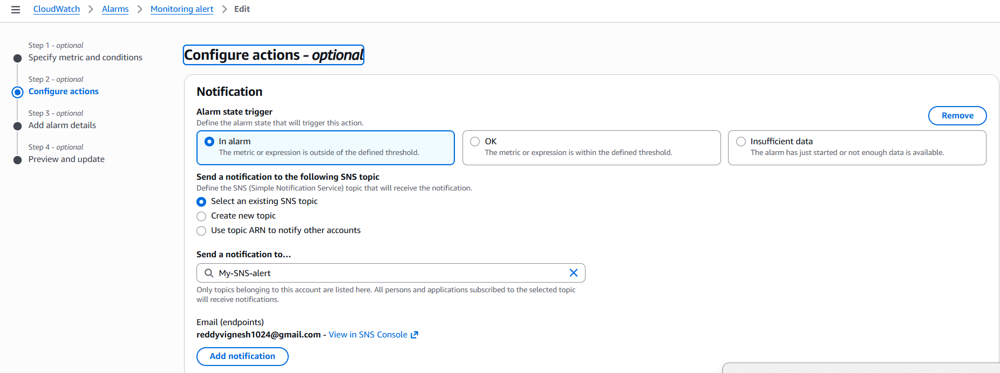 CloudWatch > Alarms > Monitoring alert > Edit
Step 1 - optional
Specify metric and conditions
Step 2 - optional
Configure actions
Step 3 - optional
Add alarm details
Step 4 - optional
Preview and update
Configure actions - optional
Notification
Alarm state trigger
Define the alarm state that will trigger this action.
Remove
In alarm
The metric or expression is outside of the defined threshold.
OK
The metric or expression is within the defined threshold.
Insufficient data
The alarm has just started or not enough data is available.
Send a notification to the following SNS topic
Define the SNS (Simple Notification Service) topic that will receive the notification.
Select an existing SNS topic
Create new topic
Use topic ARN to notify other accounts
Send a notification to...
My-SNS-alert
Only topics belonging to this account are listed here. All persons and applications subscribed to the selected topic
will receive notifications.
Email (endpoints)
reddyvignesh1024@gmail.com - View in SNS Console
Add notification